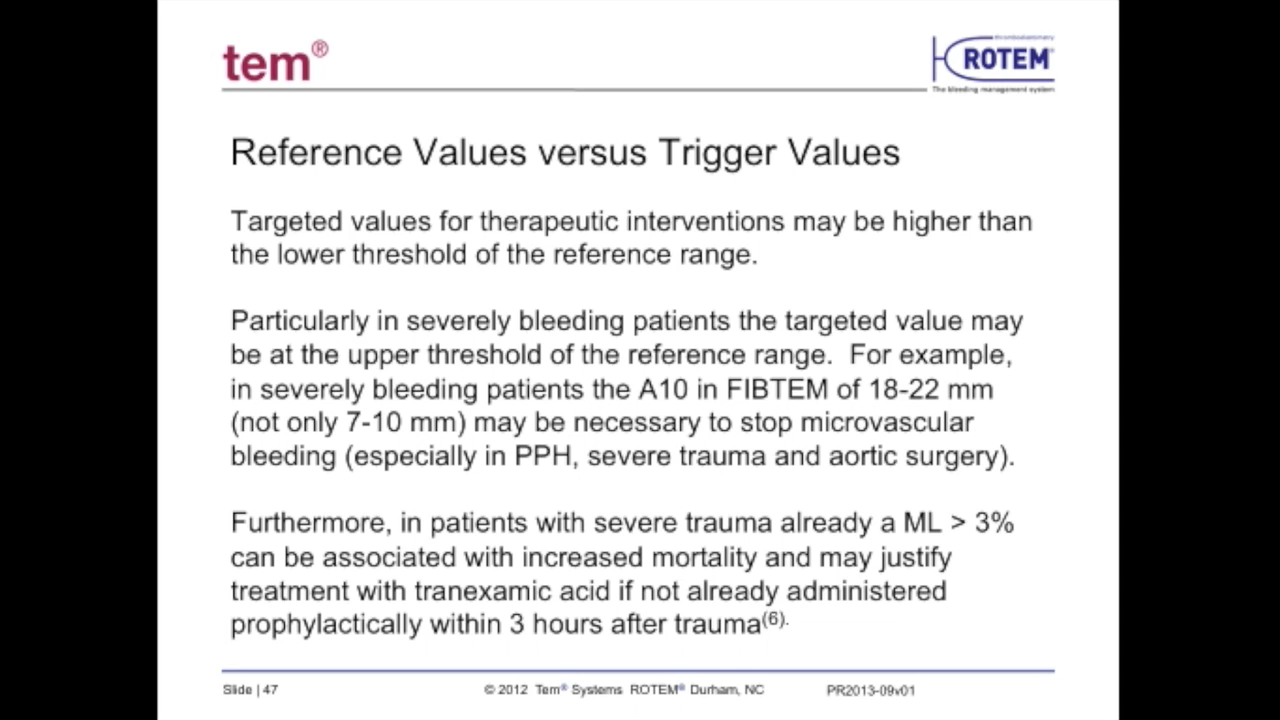 tem®
thromboelastometry
ROTEM®
The bleeding management system
Reference Values versus Trigger Values
Targeted values for therapeutic interventions may be higher than
the lower threshold of the reference range.
Particularly in severely bleeding patients the targeted value may
be at the upper threshold of the reference range.  For example,
in severely bleeding patients the A10 in FIBTEM of 18-22 mm
(not only 7-10 mm) may be necessary to stop microvascular
bleeding (especially in PPH, severe trauma and aortic surgery).
Furthermore, in patients with severe trauma already a ML > 3%
can be associated with increased mortality and may justify
treatment with tranexamic acid if not already administered
prophylactically within 3 hours after trauma(6).
Slide | 47
© 2012 Tem® Systems ROTEM® Durham, NC
PR2013-09v01